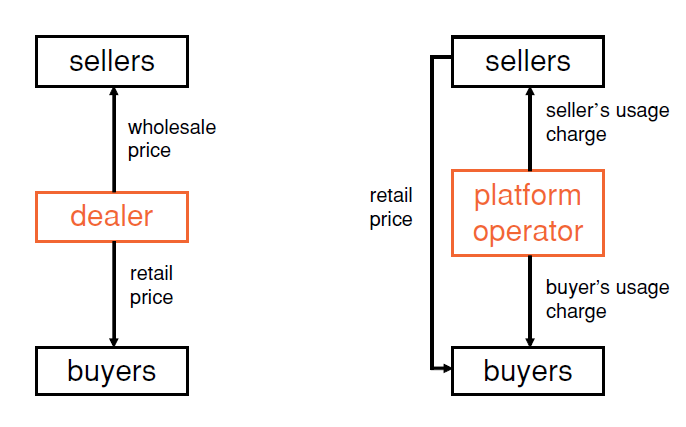 sellers
wholesale
price
dealer
retail
price
buyers
sellers
seller's usage
charge
retail
price
platform
operator
buyer's usage
charge
buyers